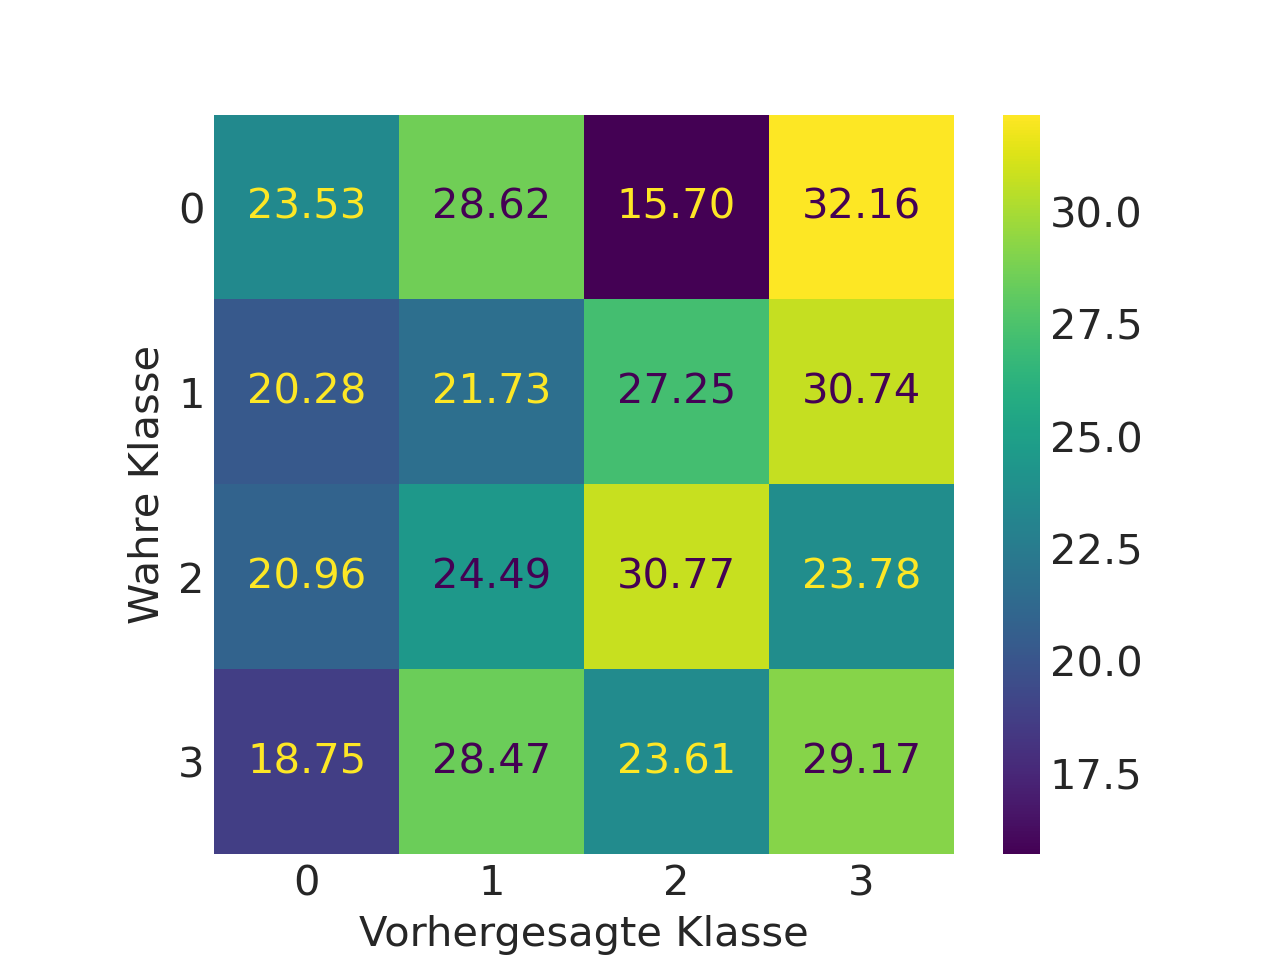 0 23.53 28.62 15.70 32.16
1 20.28 21.73 27.25 30.74
2 20.96 24.49 30.77 23.78
3 18.75 28.47 23.61 29.17
0 1 2 3
Vorhergesagte Klasse
Wahre Klasse
30.0
27.5
25.0
22.5
20.0
17.5